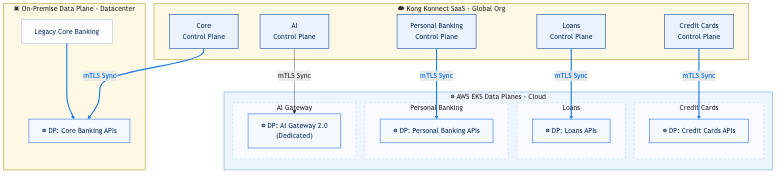 On-Premise Data Plane - Datacenter
Legacy Core Banking
mTLS Sync
DP: Core Banking APIs
Kong Konnect SaaS - Global Org
Core
Control Plane
AI
Control Plane
Personal Banking
Control Plane
Loans
Control Plane
Credit Cards
Control Plane
mTLS Sync
mTLS Sync
mTLS Sync
mTLS Sync
AWS EKS Data Planes - Cloud
AI Gateway
DP: AI Gateway 2.0
(Dedicated)
Personal Banking
DP: Personal Banking APIs
Loans
DP: Loans APIs
Credit Cards
DP: Credit Cards APIs